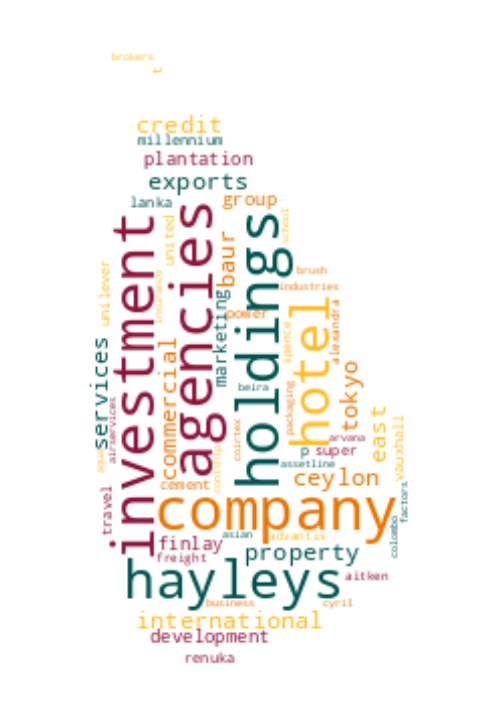 brokers
t
credit
millennium
plantation
exports
lanka
group
investment
agencies
holdings
united
school
baur
unilever
insurance
brush
industries
marketing
power
hotel
alexandra
services
commercial
spence
tokyo
beira
packaging
airservices
aqua
coirtex
east
vauxhall
arvana
p
super
assetline
continental
ceylon
cement
travel
company
factors
colombo
asian
advantis
finlay
freight
property
hayleys
aitken
business
cyril
international
development
renuka